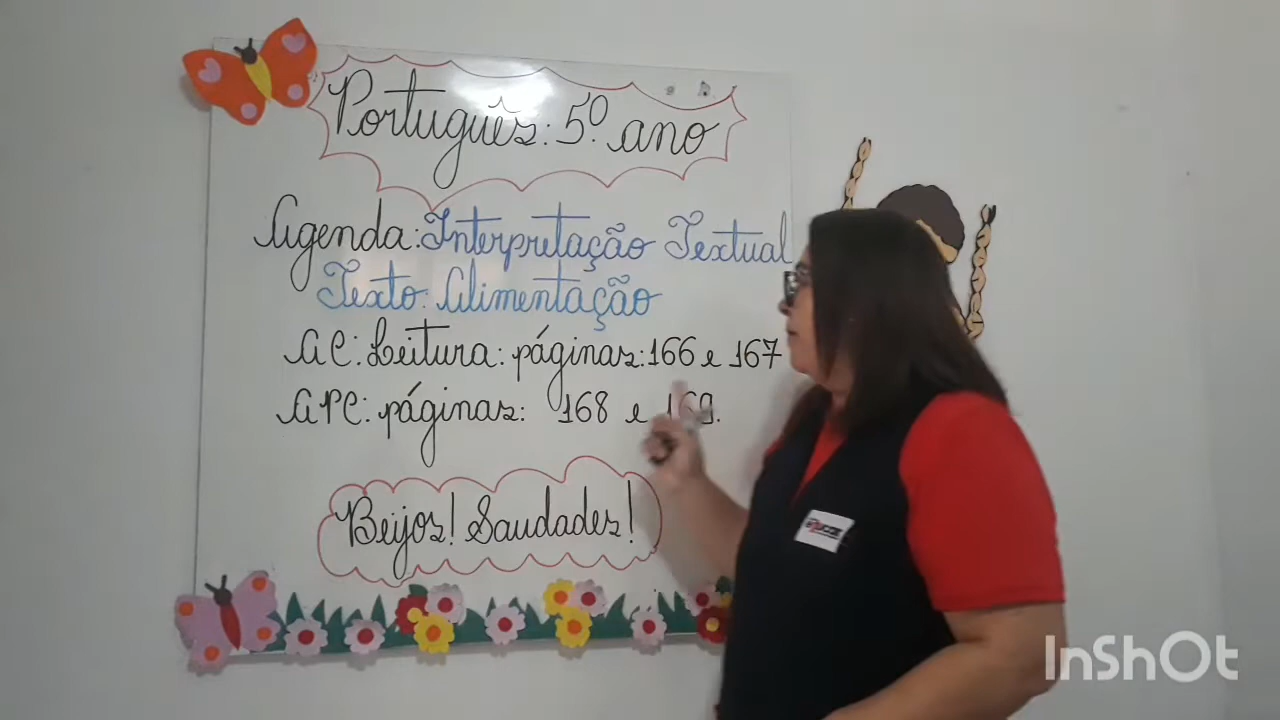 Português: 5º. ano
Agenda: Interpretação Textual
Texto: Alimentação
AC: Leitura: páginas: 166 e 167
APC: páginas: 168 e 169.
Beijos! Saudades!
InShOt